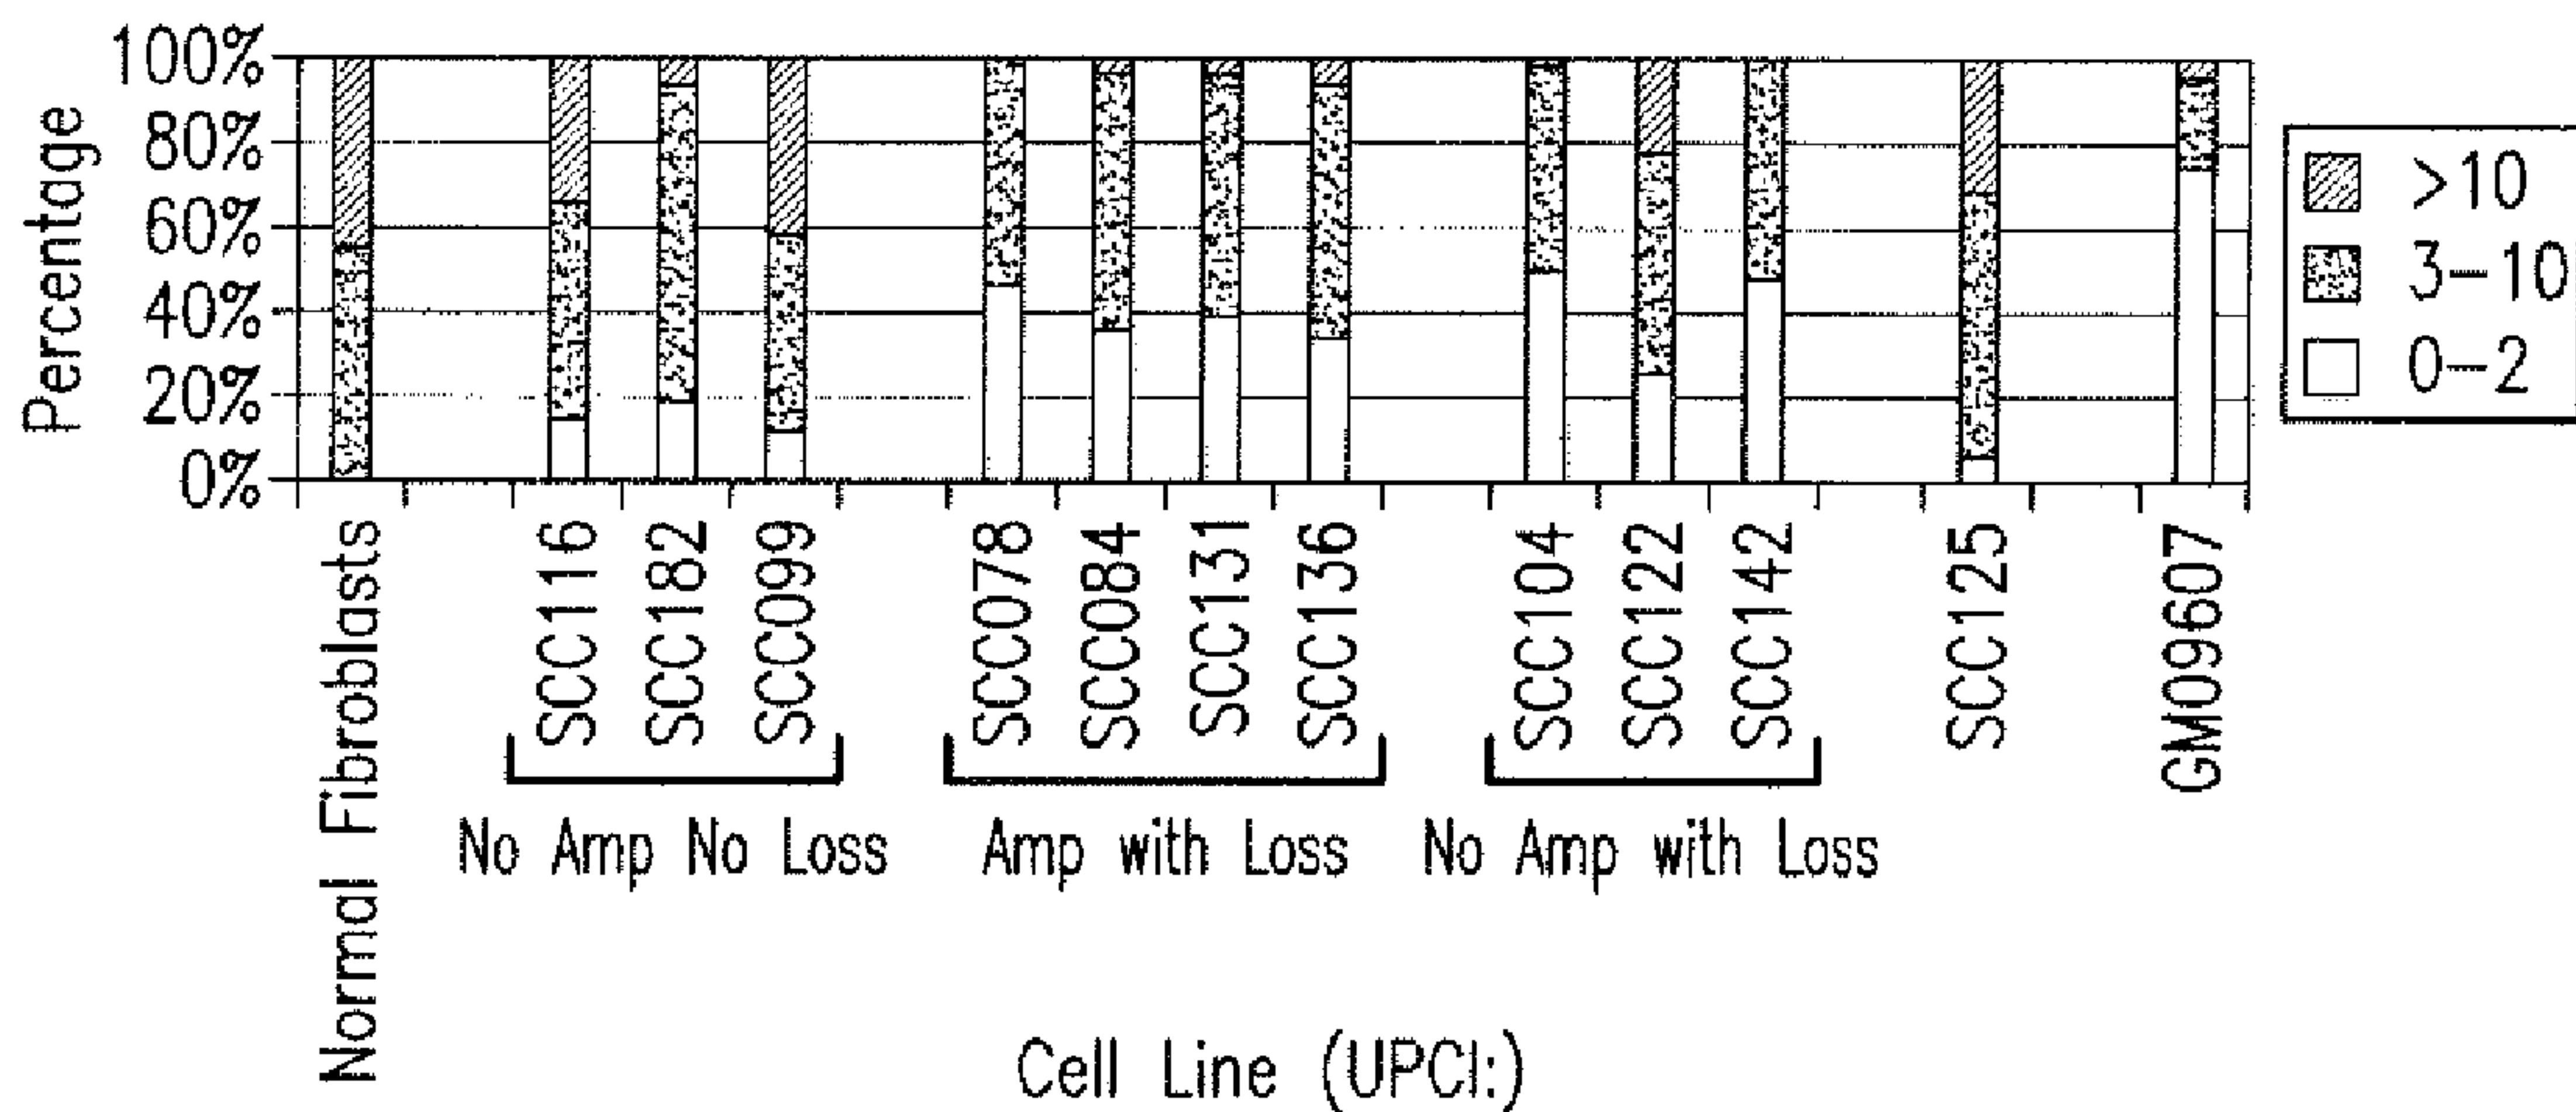 Percentage
100%
80%
60%
40%
20%
0%
>10
3-10
0-2
Normal Fibroblasts
SCC116
SCC182
SCC099
SCC078
SCC084
SCC131
SCC136
SCC104
SCC122
SCC142
SCC125
GM09607
No Amp No Loss
Amp with Loss
No Amp with Loss
Cell Line (UPCI:)